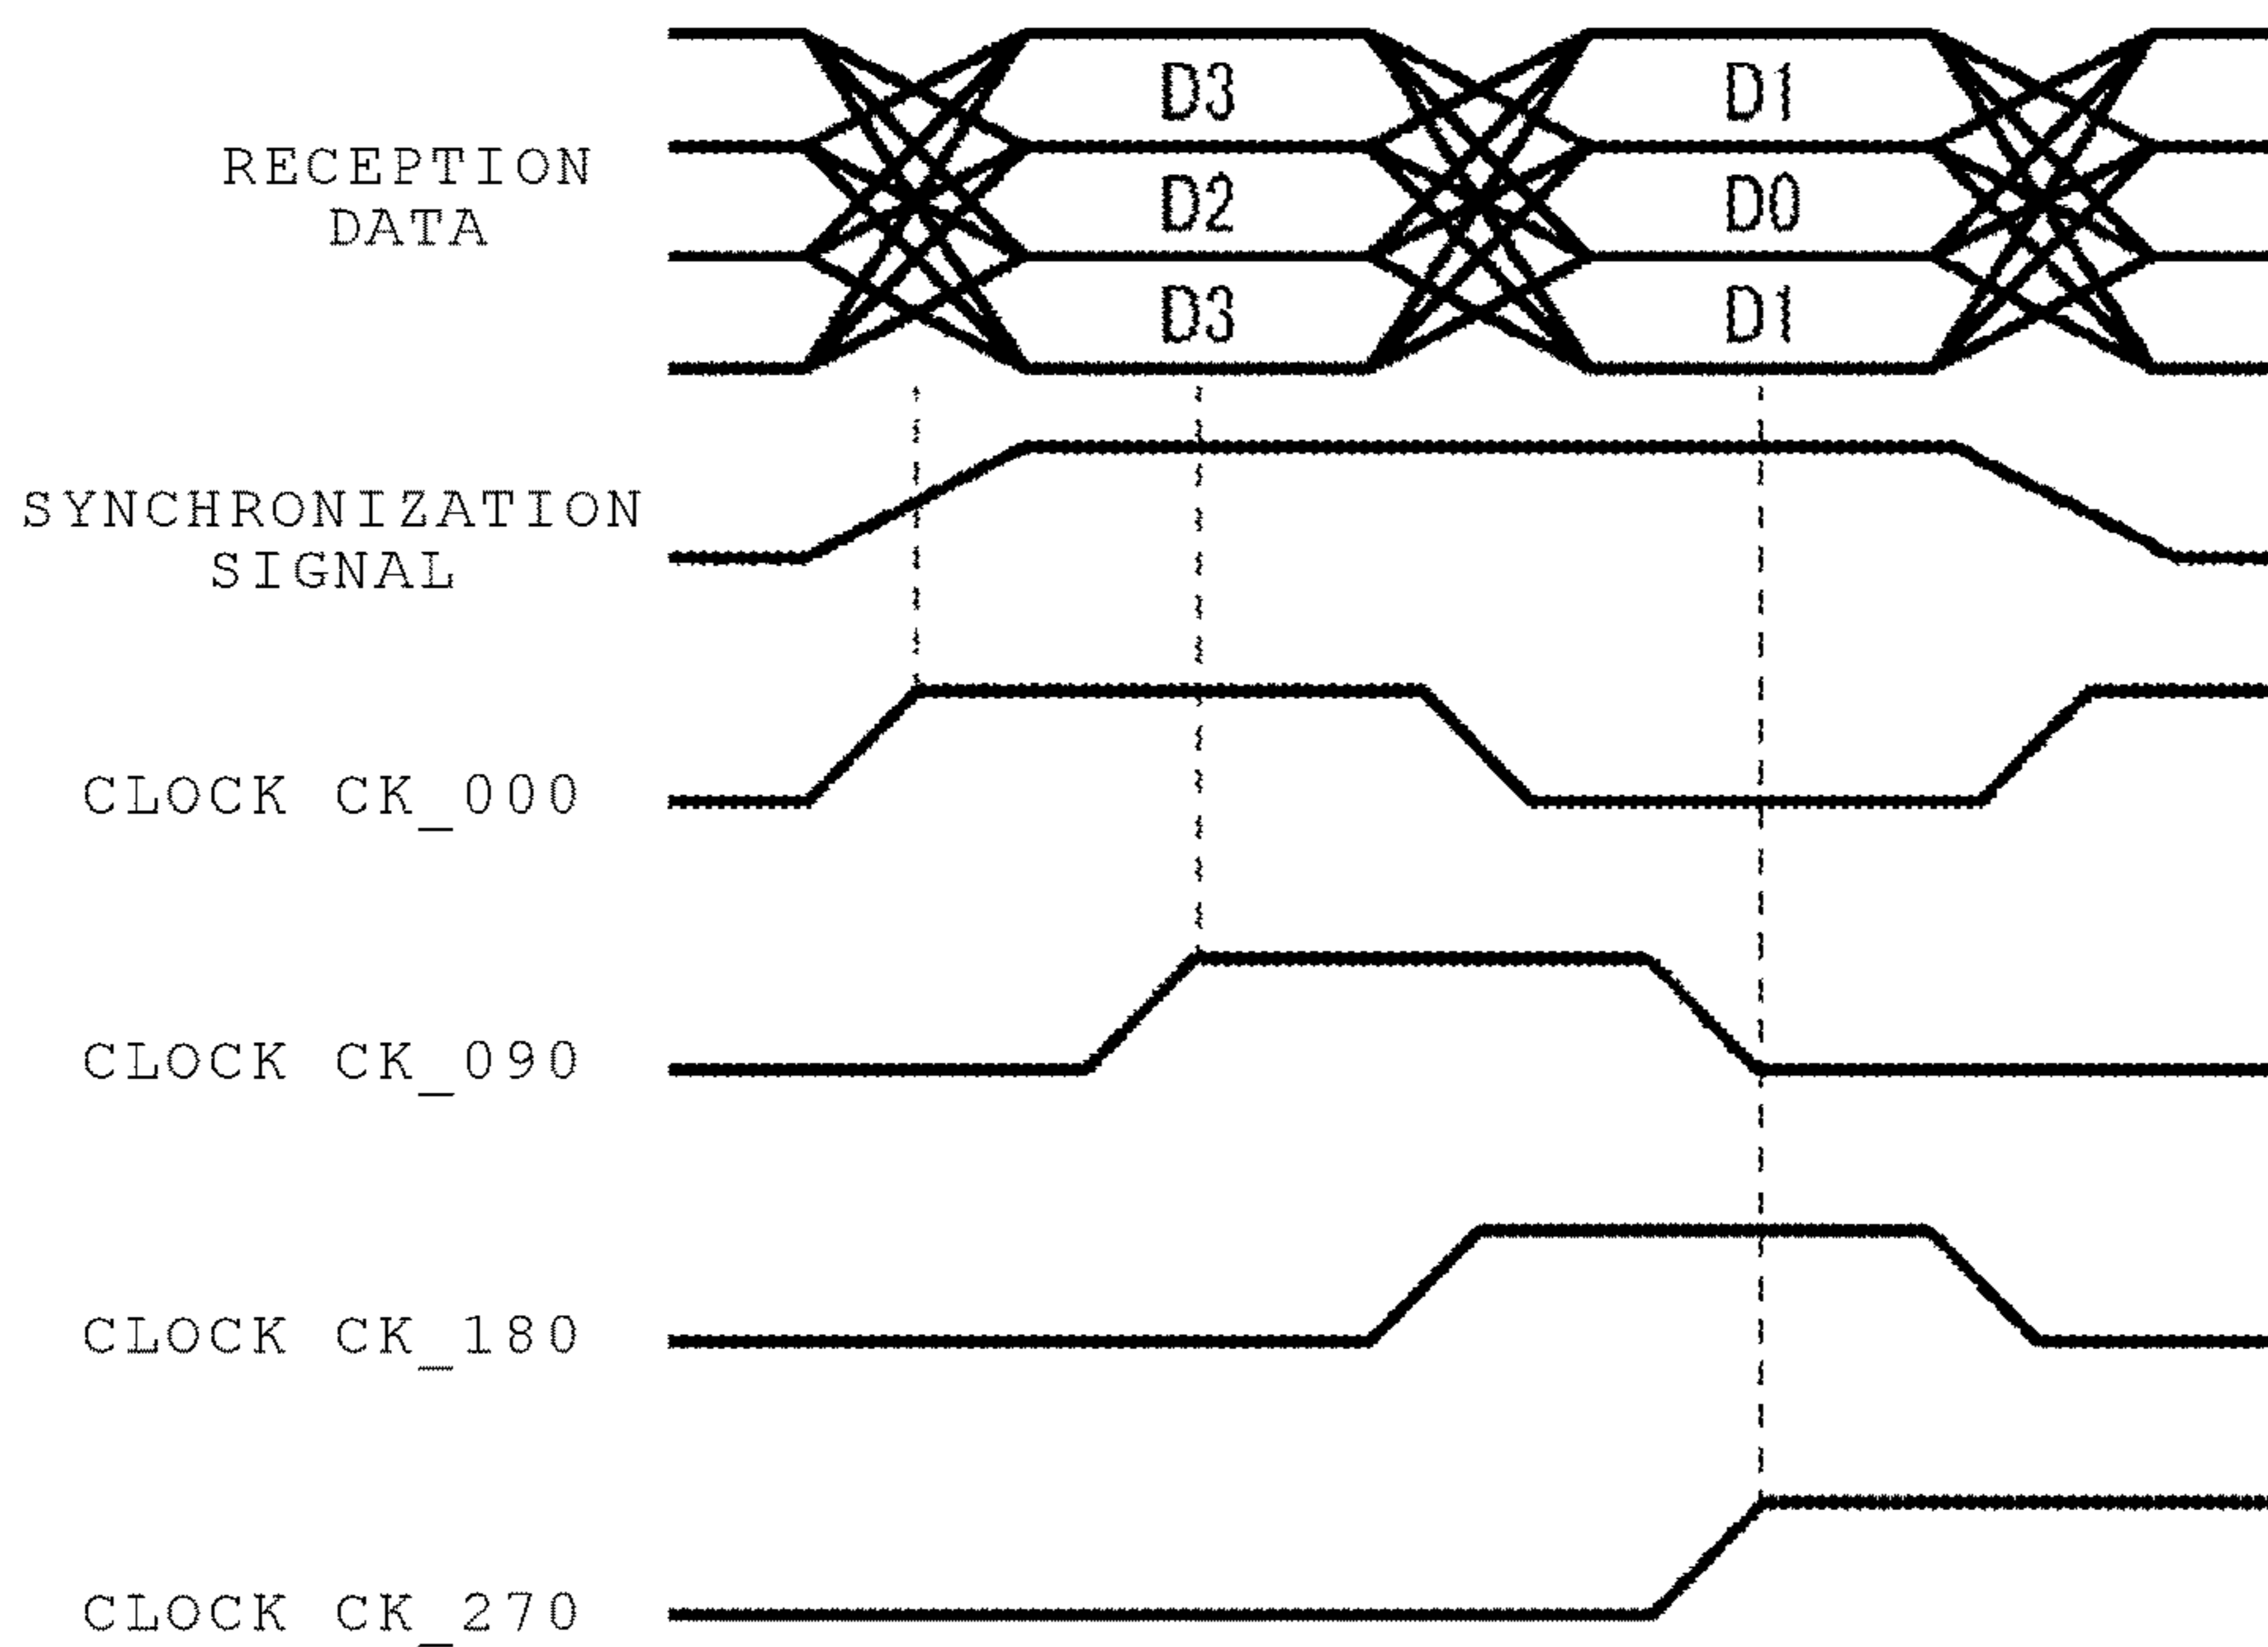 D3 D1
RECEPTION
DATA
D2 D0
D3 D1
SYNCHRONIZATION
SIGNAL
CLOCK CK_000
CLOCK CK_090
CLOCK CK_180
CLOCK CK_270